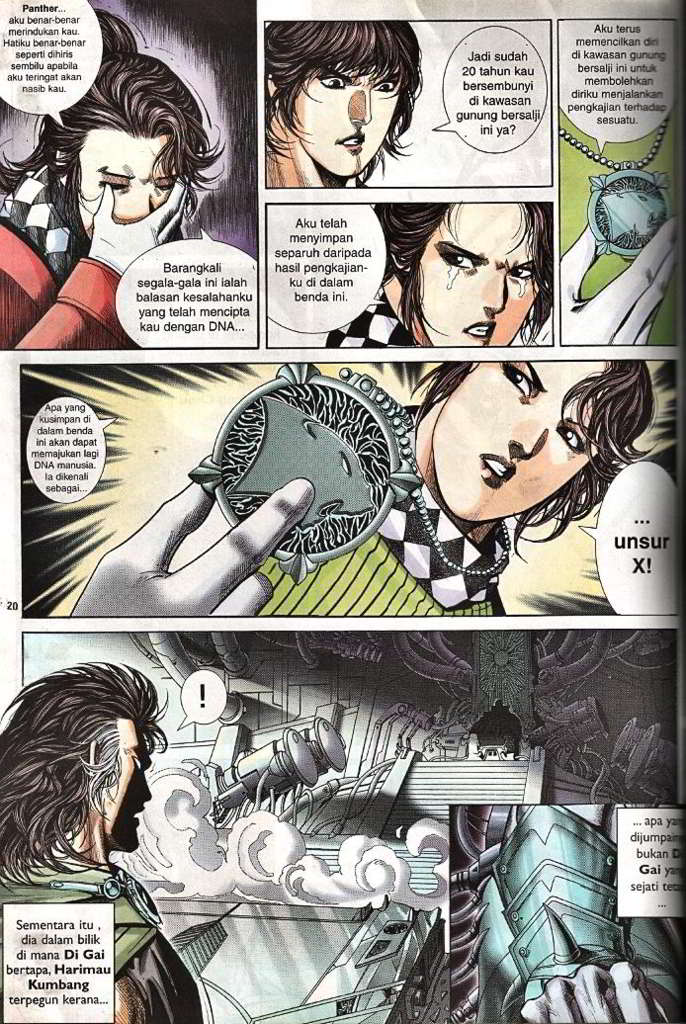 Panther...
aku benar-benar
merindukan kau.
Hatiku benar-benar
seperti dihiris
sembilu apabila
aku teringat akan
nasib kau.
Barangkali
segala-gala ini ialah
balasan kesalahanku
yang telah mencipta
kau dengan DNA...
Jadi sudah
20 tahun kau
bersembunyi
di kawasan
gunung bersalji
ini ya?
Aku terus
memencilkan diri
di kawasan gunung
bersalji ini untuk
membolehkan
diriku menjalankan
pengkajian terhadap
sesuatu.
Aku telah
menyimpan
separuh daripada
hasil pengkajian-
ku di dalam
benda ini.
Apa yang
kusimpan di
dalam benda
ini akan dapat
memajukan lagi
DNA manusia.
Ia dikenali
sebagai...
...
unsur
X!
20
!
Sementara itu ,
dia dalam bilik
di mana Di Gai
bertapa, Harimau
Kumbang
terpegun kerana...
... apa yang
dijumpainya
bukan Di
Gai yang
sejati
...